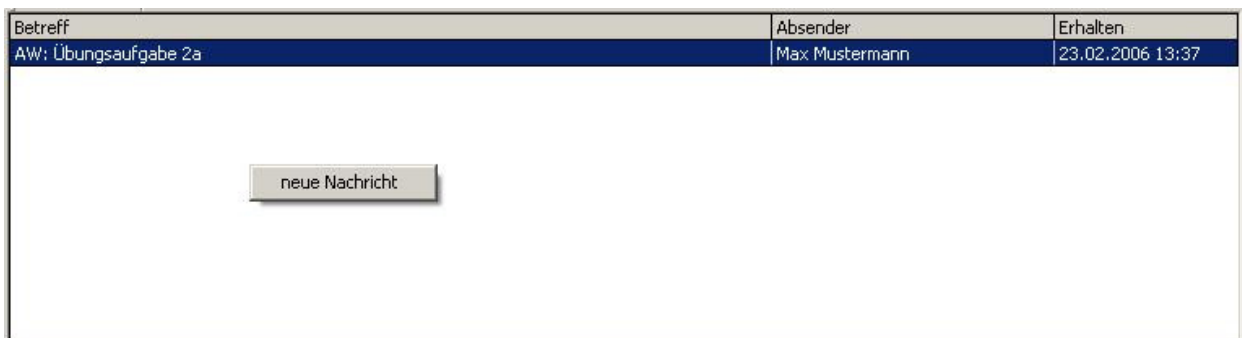 Betreff Absender Erhalten
AW: Übungsaufgabe 2a Max Mustermann 23.02.2006 13:37
neue Nachricht